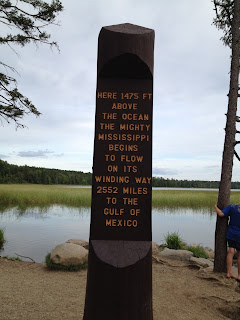 HERE 1475 FT
ABOVE
THE OCEAN
THE MIGHTY
MISSISSIPPI
BEGINS
TO FLOW
ON ITS
WINDING WAY
2552 MILES
TO THE
GULF OF
MEXICO